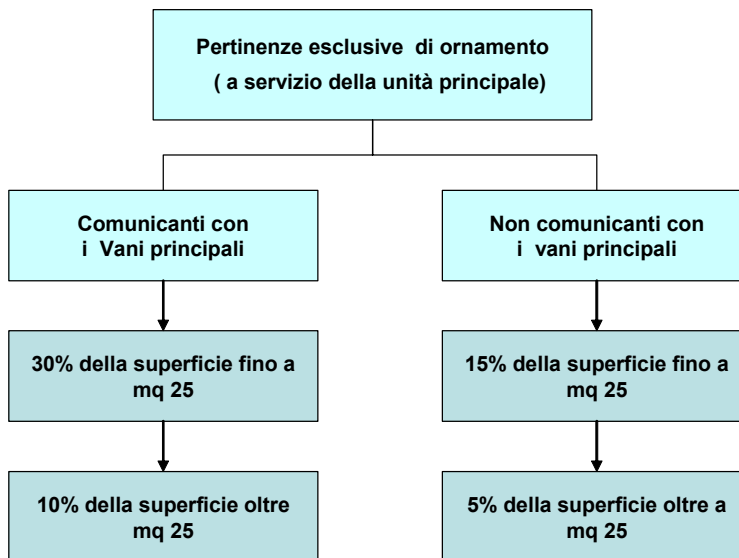 Pertinenze esclusive di ornamento
( a servizio della unità principale)
Comunicanti con
i Vani principali
Non comunicanti con
i vani principali
30% della superficie fino a
mq 25
15% della superficie fino a
mq 25
10% della superficie oltre
mq 25
5% della superficie oltre a
mq 25